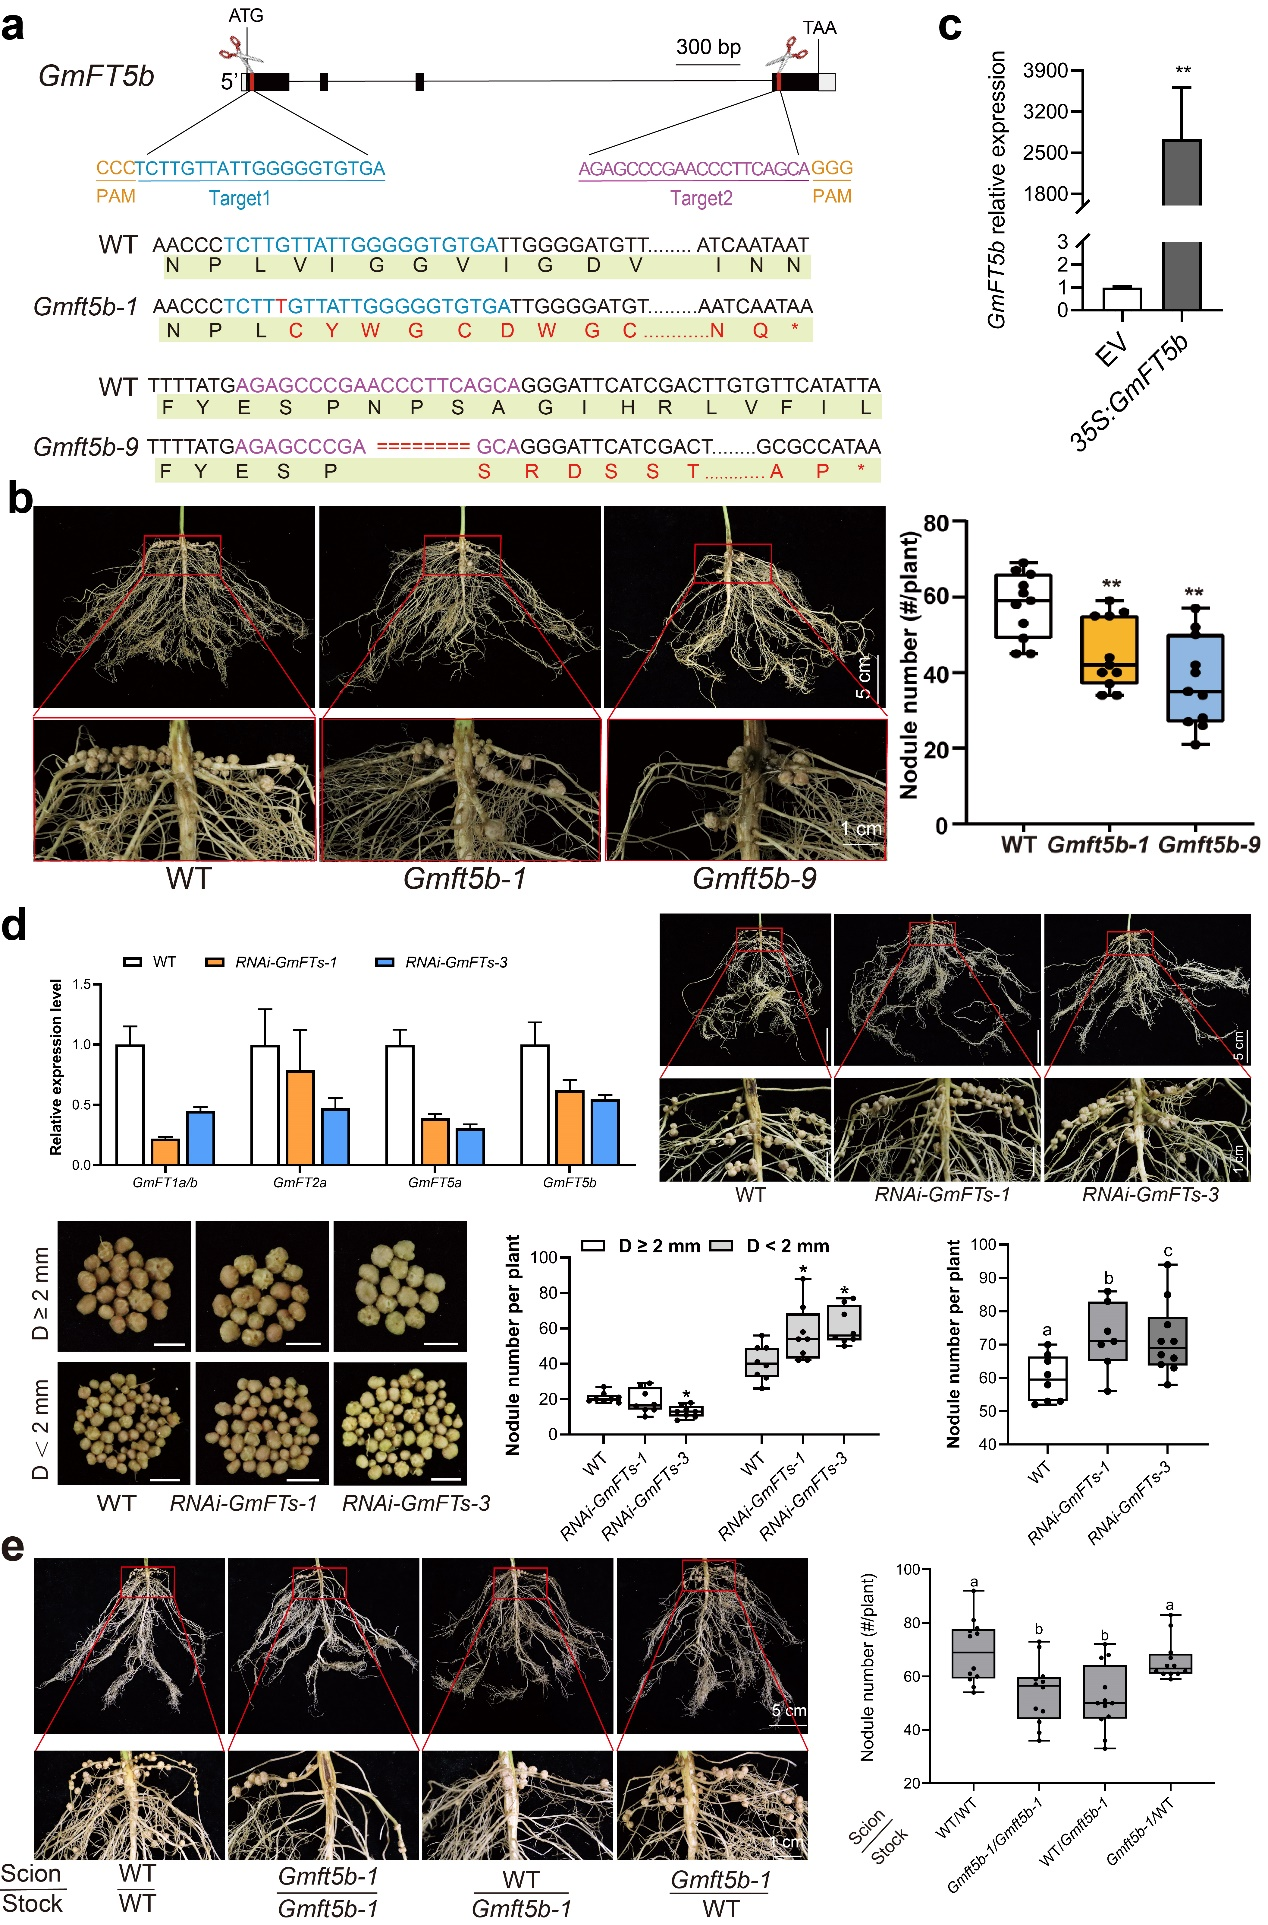 a
ATG
TAA
300 bp
GmFT5b
5'
CCCTCTTGTTATTGGGGGTGTGA
AGAGCCCGAACCCTTCAGCAGGG
PAM
Target1
Target2
PAM
WT AACCCTCTTGTTATTGGGGGTGTGATTGGGGATGTT........ATCAATAAT
N P L V I G G V I G D V I N N
Gmft5b-1 AACCCTCTTTGTTATTGGGGGTGTGATTGGGGATGT.........AATCAATAA
N P L C Y W G C D W G C ............N Q *
WT TTTTATGAGAGCCCGAACCCTTCAGCAGGGATTCATCGACTTGTGTTCATATTA
F Y E S P N P S A G I H R L V F I L
Gmft5b-9 TTTTATGAGAGCCCGA ======== GCAGGGATTCATCGACT........GCGCCATAA
F Y E S P S R D S S T........... A P *
c
GmFT5b relative expression
3900
3200
2500
1800
3
2
1
0
**
EV
35S:GmFT5b
b
5 cm
1 cm
WT
Gmft5b-1
Gmft5b-9
Nodule number (#/plant)
80
60
40
20
0
**
**
WT Gmft5b-1 Gmft5b-9
d
WT RNAi-GmFTs-1 RNAi-GmFTs-3
Relative expression level
1.5
1.0
0.5
0.0
GmFT1a/b
GmFT2a
GmFT5a
GmFT5b
5 cm
1 cm
WT
RNAi-GmFTs-1
RNAi-GmFTs-3
D ≥ 2 mm
D < 2 mm
WT
RNAi-GmFTs-1
RNAi-GmFTs-3
D ≥ 2 mm D < 2 mm
Nodule number per plant
100
80
60
40
20
0
*
*
*
WT
RNAi-GmFTs-1
RNAi-GmFTs-3
WT
RNAi-GmFTs-1
RNAi-GmFTs-3
Nodule number per plant
100
90
80
70
60
50
40
a
b
c
WT
RNAi-GmFTs-1
RNAi-GmFTs-3
e
5 cm
1 cm
Scion
Stock
WT
WT
Gmft5b-1
Gmft5b-1
WT
Gmft5b-1
Gmft5b-1
WT
Nodule number (#/plant)
100
80
60
40
20
a
b
b
a
Scion
Stock
WT/WT
Gmft5b-1/Gmft5b-1
WT/Gmft5b-1
Gmft5b-1/WT